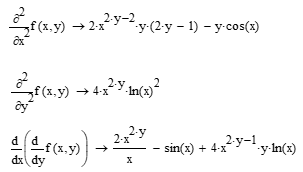 ∂²/∂x² f(x,y) → 2·x^(2·y−2)·y·(2·y − 1) − y·cos(x)
∂²/∂y² f(x,y) → 4·x^(2·y)·ln(x)²
d/dx (d/dy f(x,y)) → 2·x^(2·y)/x − sin(x) + 4·x^(2·y−1)·y·ln(x)